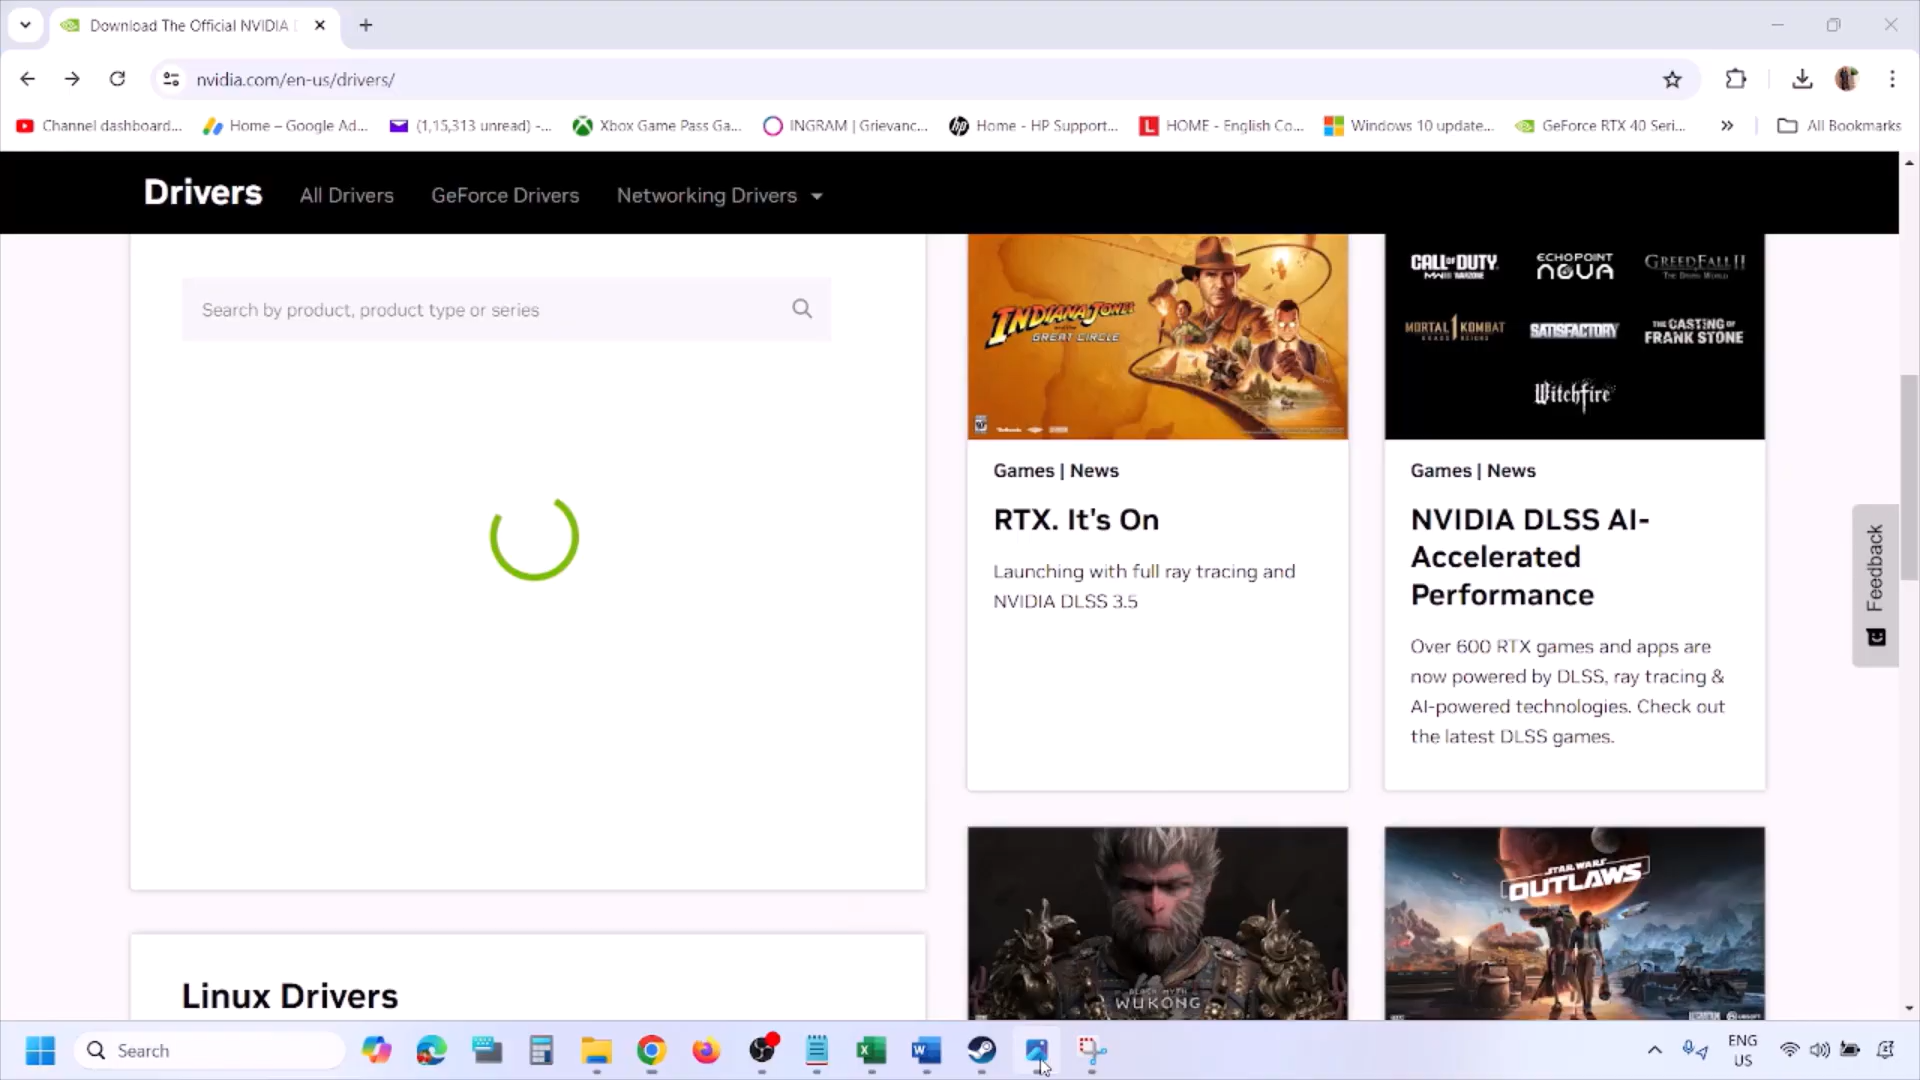 Download The Official NVIDIA
nvidia.com/en-us/drivers/
Channel dashboard...
Home – Google Ad...
(1,15,313 unread) -...
Xbox Game Pass Ga...
INGRAM | Grievanc...
Home - HP Support...
HOME - English Co...
Windows 10 update...
GeForce RTX 40 Seri...
All Bookmarks
Drivers
All Drivers
GeForce Drivers
Networking Drivers
Search by product, product type or series
INDIANA JONES
GREAT CIRCLE
CALL OF DUTY
ECHOPOINT
NOVA
GREEDFALL II
MORTAL KOMBAT 1
SATISFACTORY
THE CASTING OF
FRANK STONE
Witchfire
Games | News
RTX. It's On
Launching with full ray tracing and
NVIDIA DLSS 3.5
Games | News
NVIDIA DLSS AI-
Accelerated
Performance
Over 600 RTX games and apps are
now powered by DLSS, ray tracing &
AI-powered technologies. Check out
the latest DLSS games.
Feedback
BLACK MYTH
WUKONG
STAR WARS
OUTLAWS
Linux Drivers
Search
ENG
US